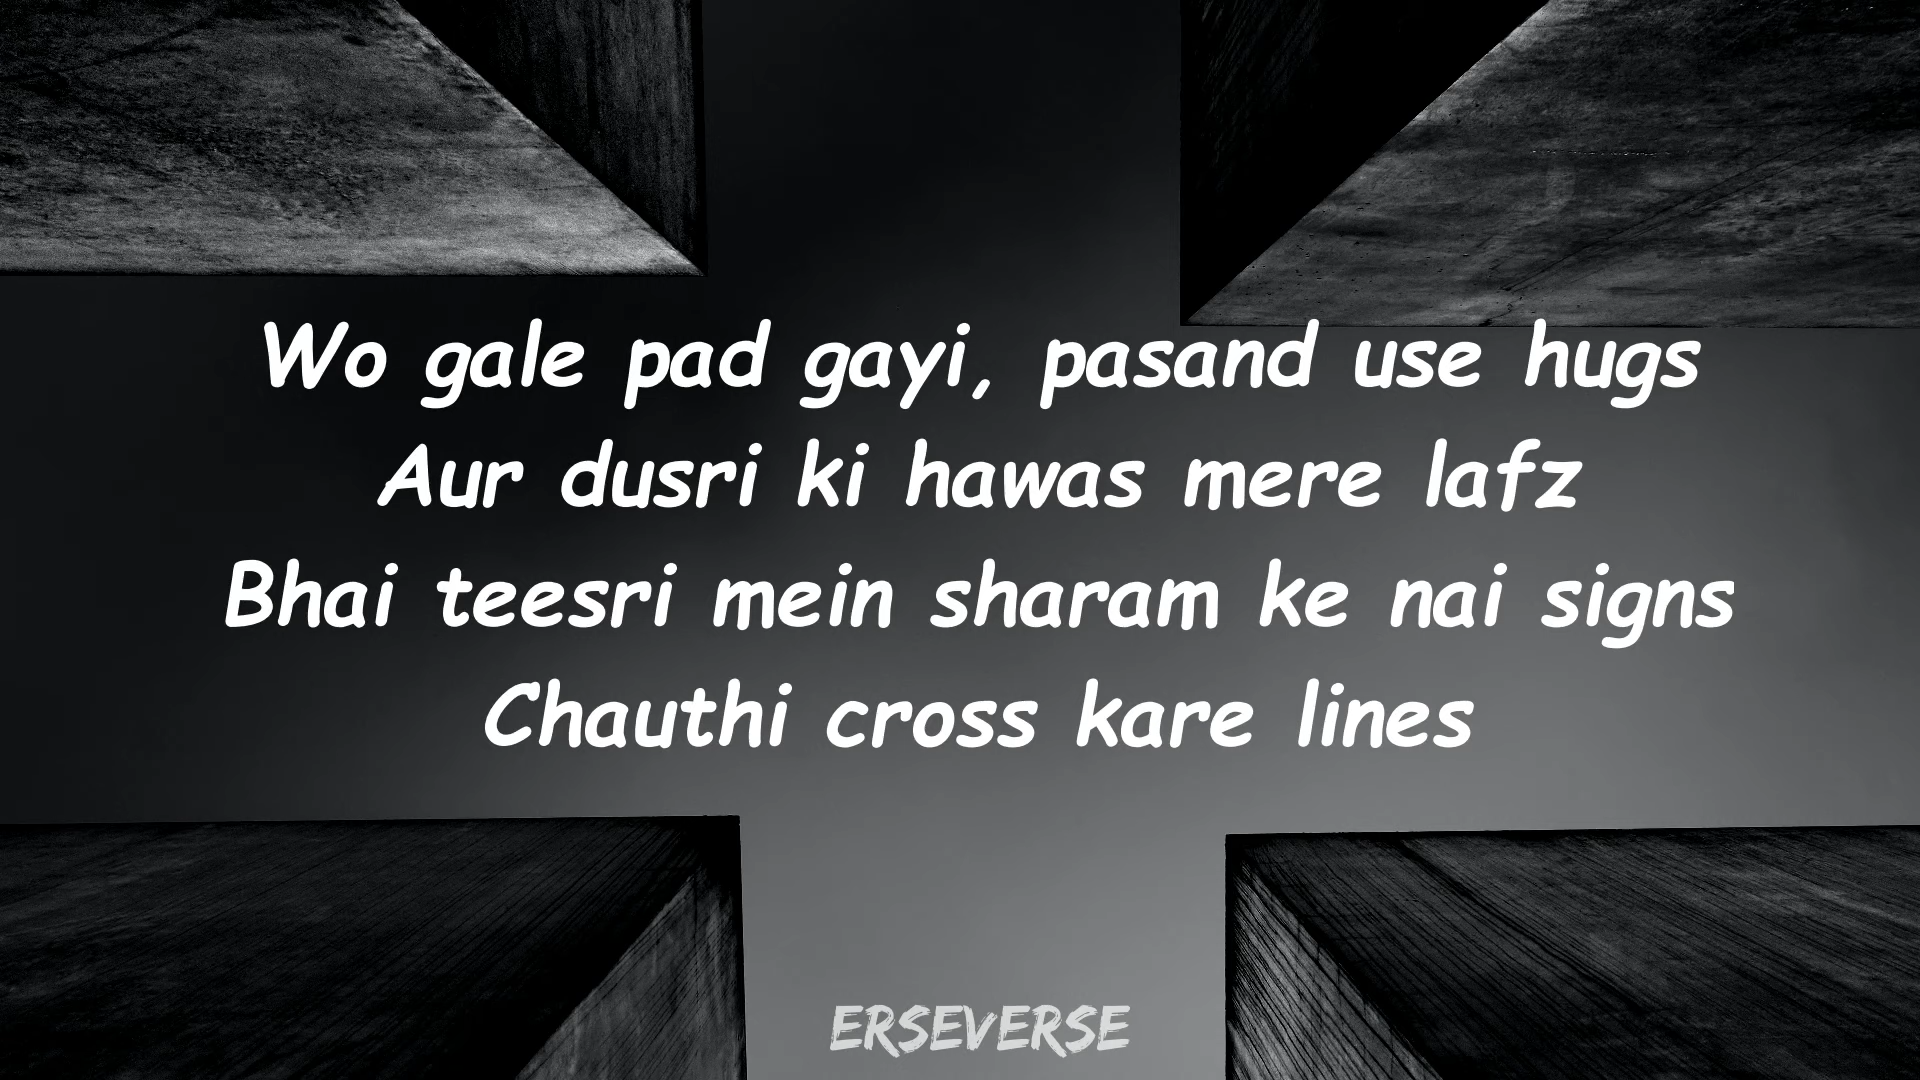 Wo gale pad gayi, pasand use hugs
Aur dusri ki hawas mere lafz
Bhai teesri mein sharam ke nai signs
Chauthi cross kare lines
ERSEVERSE